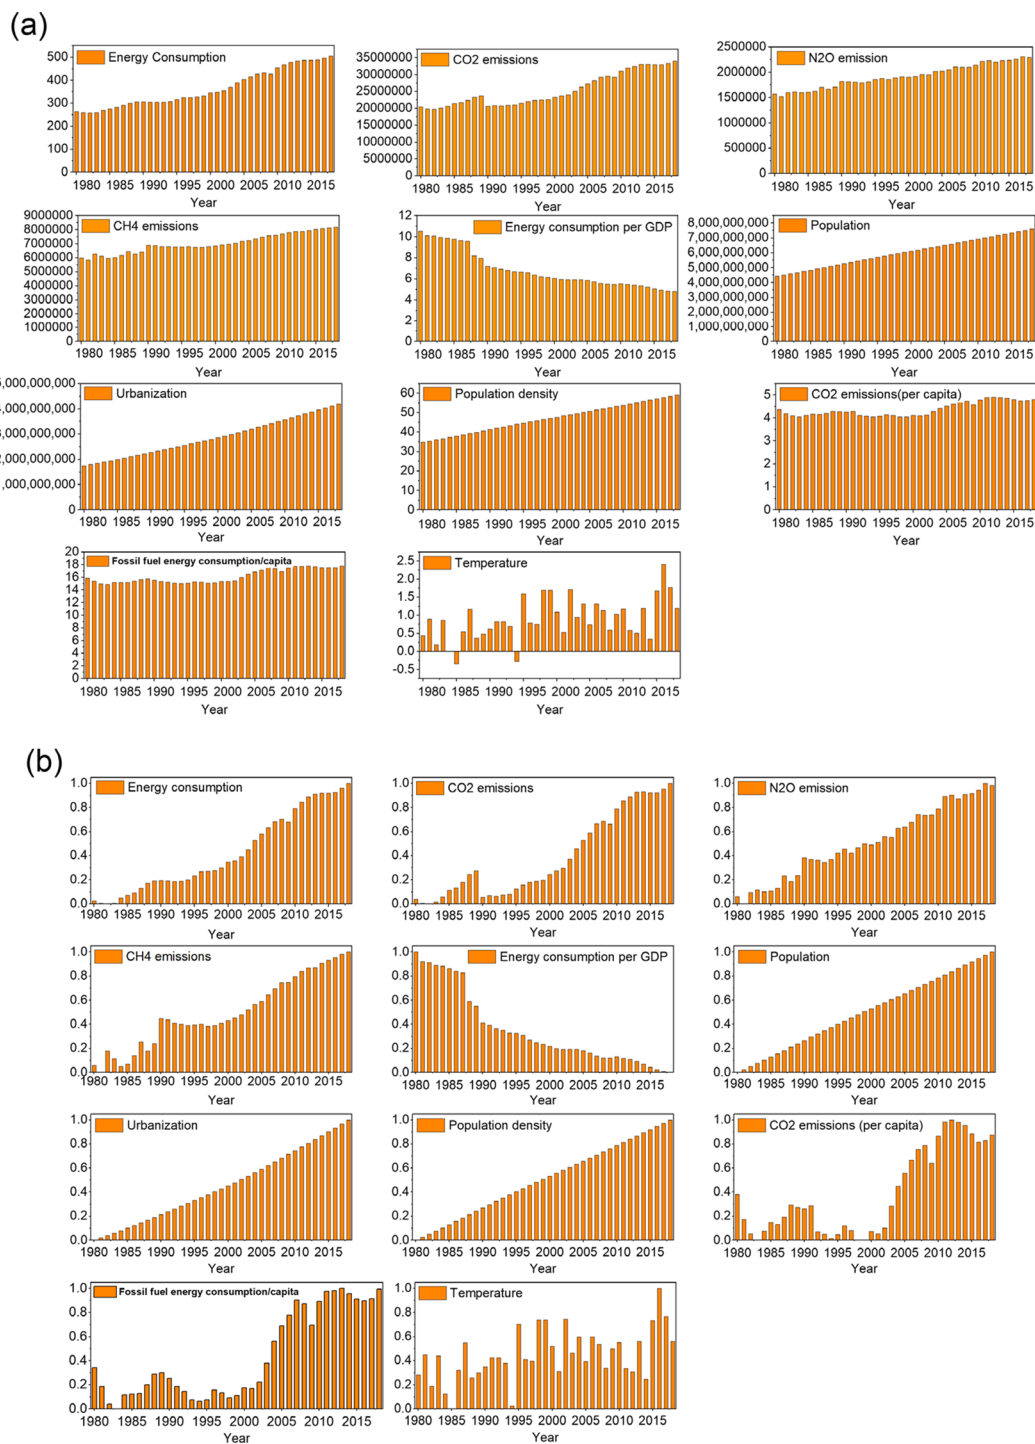 (a)
Energy Consumption
500
400
300
200
100
0
1980 1985 1990 1995 2000 2005 2010 2015
Year
CO2 emissions
35000000
30000000
25000000
20000000
15000000
10000000
5000000
0
1980 1985 1990 1995 2000 2005 2010 2015
Year
N2O emission
2500000
2000000
1500000
1000000
500000
0
1980 1985 1990 1995 2000 2005 2010 2015
Year
CH4 emissions
9000000
8000000
7000000
6000000
5000000
4000000
3000000
2000000
1000000
0
1980 1985 1990 1995 2000 2005 2010 2015
Year
Energy consumption per GDP
12
10
8
6
4
2
0
1980 1985 1990 1995 2000 2005 2010 2015
Year
Population
8,000,000,000
7,000,000,000
6,000,000,000
5,000,000,000
4,000,000,000
3,000,000,000
2,000,000,000
1,000,000,000
0
1980 1985 1990 1995 2000 2005 2010 2015
Year
Urbanization
5,000,000,000
4,000,000,000
3,000,000,000
2,000,000,000
1,000,000,000
0
1980 1985 1990 1995 2000 2005 2010 2015
Year
Population density
60
50
40
30
20
10
0
1980 1985 1990 1995 2000 2005 2010 2015
Year
CO2 emissions(per capita)
5
4
3
2
1
0
1980 1985 1990 1995 2000 2005 2010 2015
Year
Fossil fuel energy consumption/capita
20
18
16
14
12
10
8
6
4
2
0
1980 1985 1990 1995 2000 2005 2010 2015
Year
Temperature
2.5
2.0
1.5
1.0
0.5
0.0
-0.5
1980 1985 1990 1995 2000 2005 2010 2015
Year
(b)
Energy consumption
1.0
0.8
0.6
0.4
0.2
0.0
1980 1985 1990 1995 2000 2005 2010 2015
Year
CO2 emissions
1.0
0.8
0.6
0.4
0.2
0.0
1980 1985 1990 1995 2000 2005 2010 2015
Year
N2O emission
1.0
0.8
0.6
0.4
0.2
0.0
1980 1985 1990 1995 2000 2005 2010 2015
Year
CH4 emissions
1.0
0.8
0.6
0.4
0.2
0.0
1980 1985 1990 1995 2000 2005 2010 2015
Year
Energy consumption per GDP
1.0
0.8
0.6
0.4
0.2
0.0
1980 1985 1990 1995 2000 2005 2010 2015
Year
Population
1.0
0.8
0.6
0.4
0.2
0.0
1980 1985 1990 1995 2000 2005 2010 2015
Year
Urbanization
1.0
0.8
0.6
0.4
0.2
0.0
1980 1985 1990 1995 2000 2005 2010 2015
Year
Population density
1.0
0.8
0.6
0.4
0.2
0.0
1980 1985 1990 1995 2000 2005 2010 2015
Year
CO2 emissions (per capita)
1.0
0.8
0.6
0.4
0.2
0.0
1980 1985 1990 1995 2000 2005 2010 2015
Year
Fossil fuel energy consumption/capita
1.0
0.8
0.6
0.4
0.2
0.0
1980 1985 1990 1995 2000 2005 2010 2015
Year
Temperature
1.0
0.8
0.6
0.4
0.2
0.0
1980 1985 1990 1995 2000 2005 2010 2015
Year